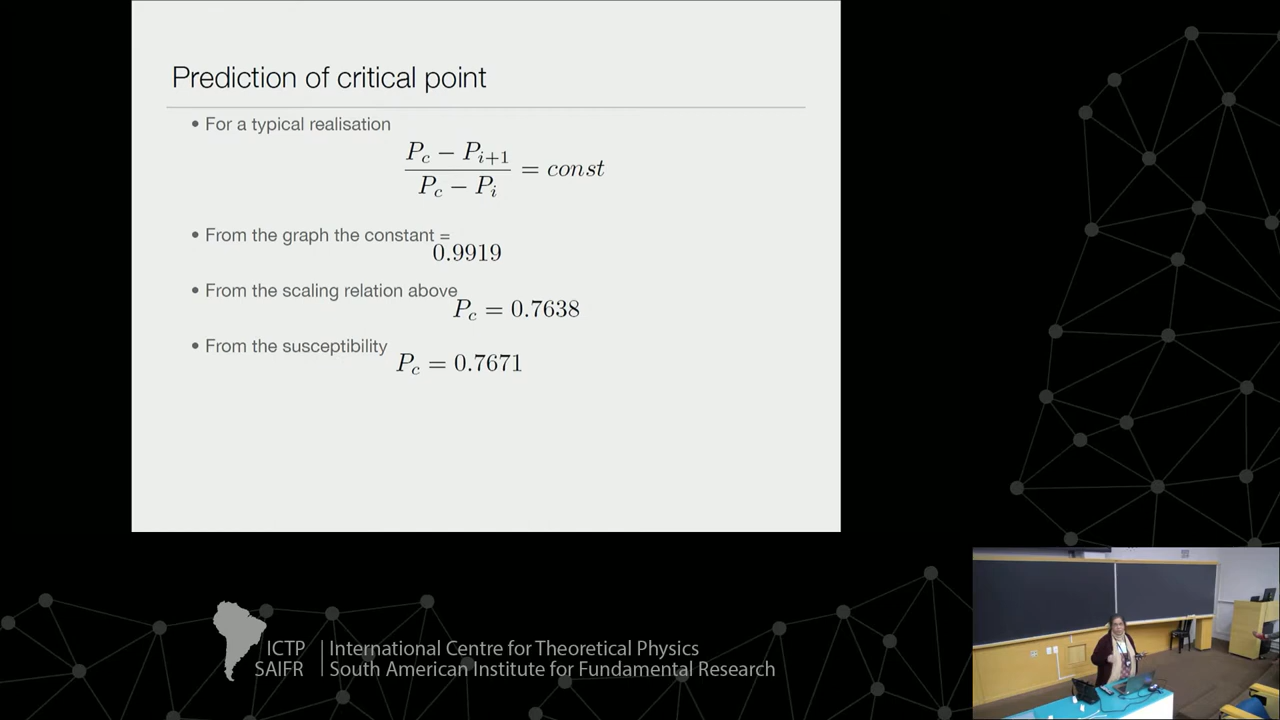 Prediction of critical point
• For a typical realisation
\frac{P_c - P_{i+1}}{P_c - P_i} = const
• From the graph the constant =
0.9919
• From the scaling relation above
P_c = 0.7638
• From the susceptibility
P_c = 0.7671
ICTP | International Centre for Theoretical Physics
SAIFR | South American Institute for Fundamental Research